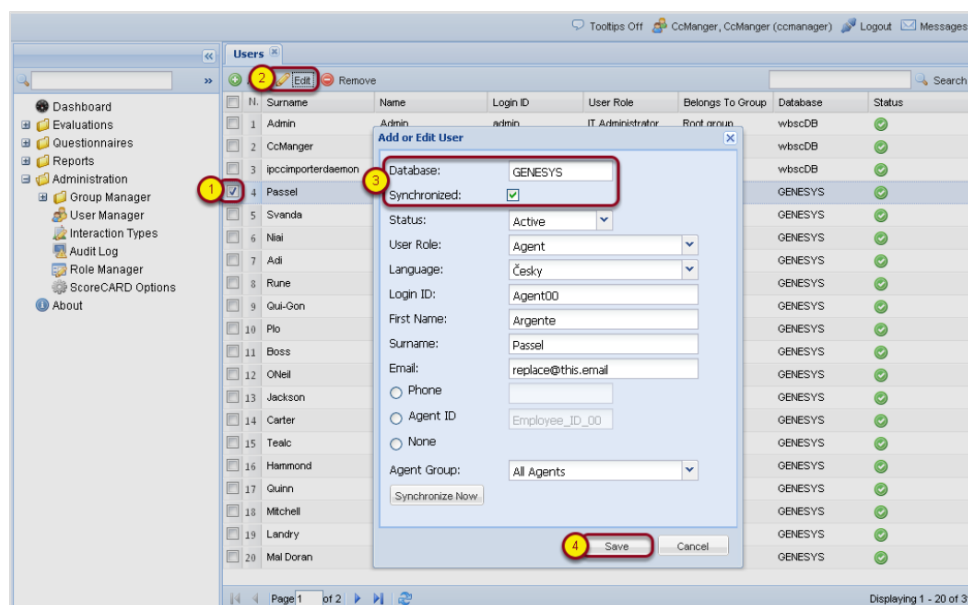 Tooltips Off CcManger, CcManger (ccmanager) Logout Messages
Users
2 Edit Remove Search
N. Surname Name Login ID User Role Belongs To Group Database Status
Dashboard
Evaluations
Questionnaires
Reports
Administration
Group Manager
User Manager
Interaction Types
Audit Log
Role Manager
ScoreCARD Options
About
1 Admin Admin admin IT Administrator Root group wbscDB
2 CcManger wbscDB
3 ipccimporterdaemon wbscDB
1
4 Passel GENESYS
5 Svanda GENESYS
6 Niai GENESYS
7 Adi GENESYS
8 Rune GENESYS
9 Qui-Gon GENESYS
10 Plo GENESYS
11 Boss GENESYS
12 ONeil GENESYS
13 Jackson GENESYS
14 Carter GENESYS
15 Tealc GENESYS
16 Hammond GENESYS
17 Quinn GENESYS
18 Mitchell GENESYS
19 Landry GENESYS
20 Mal Doran GENESYS
Add or Edit User
3
Database: GENESYS
Synchronized:
Status: Active
User Role: Agent
Language: Česky
Login ID: Agent00
First Name: Argente
Surname: Passel
Email: replace@this.email
Phone
Agent ID Employee_ID_00
None
Agent Group: All Agents
Synchronize Now
4 Save Cancel
Page 1 of 2 Displaying 1 - 20 of 3